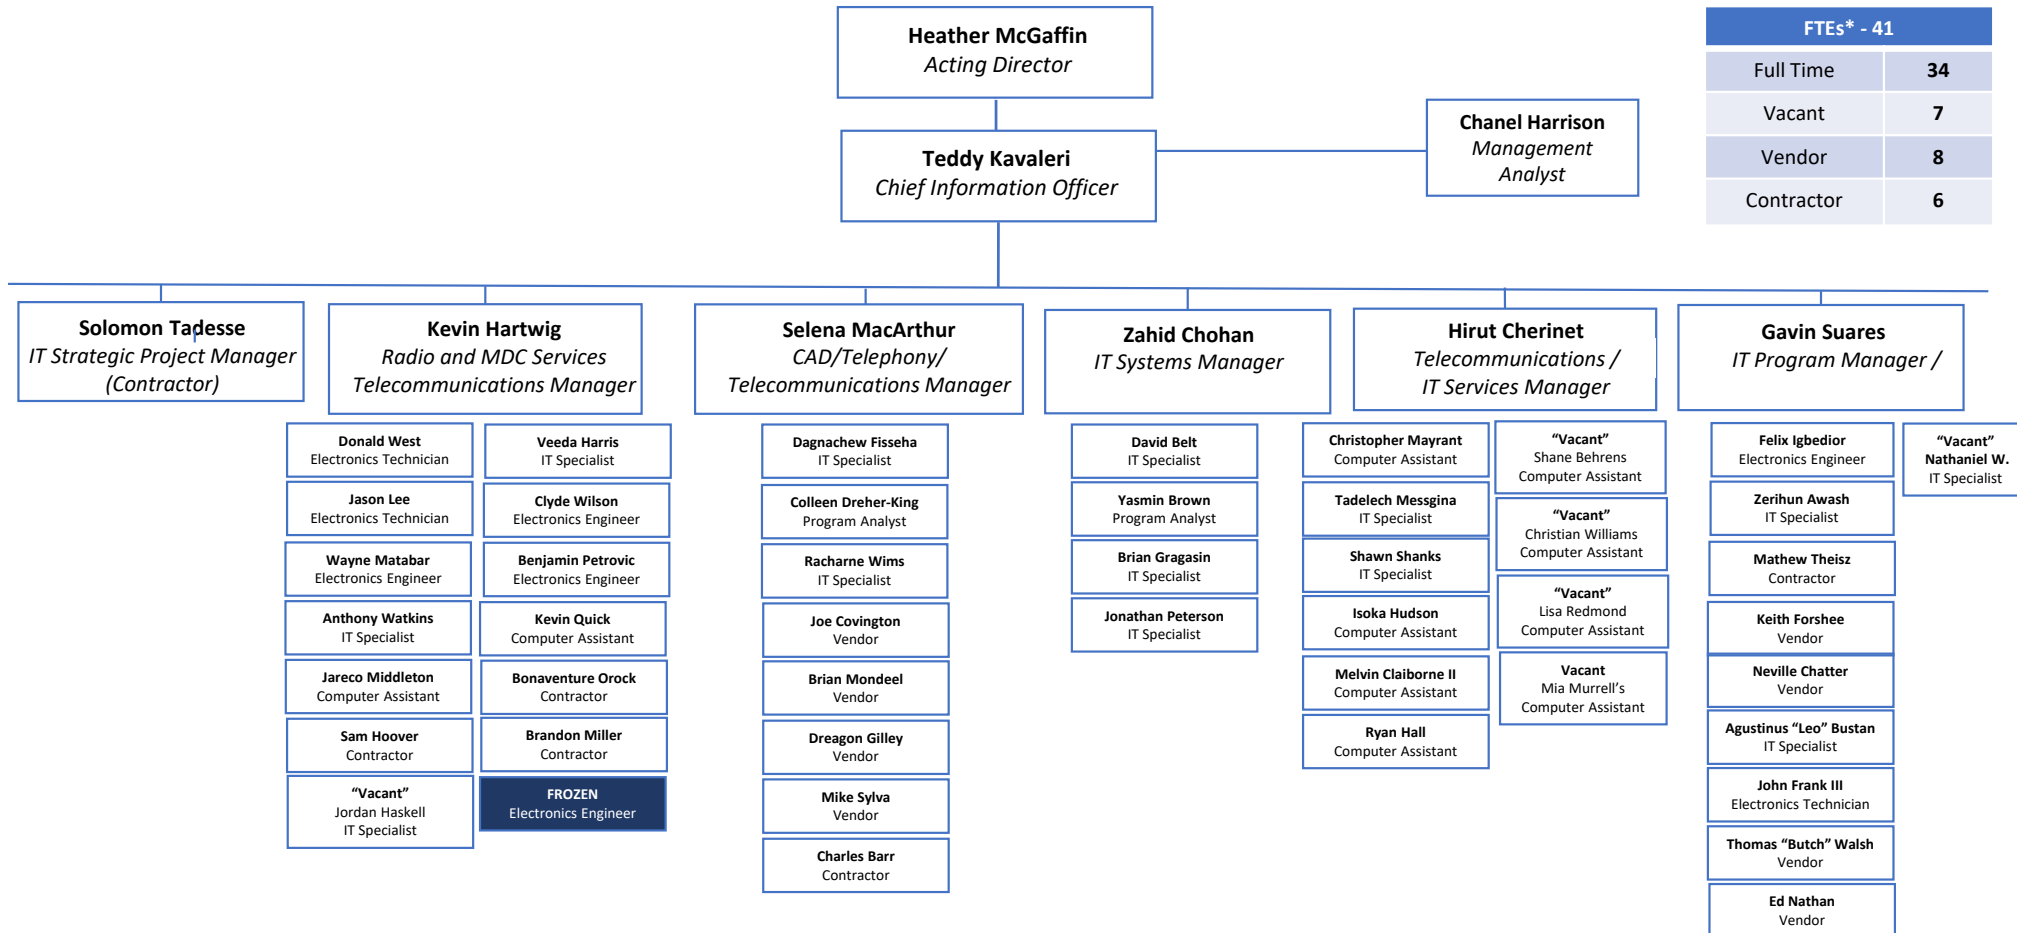 Heather McGaffin
Acting Director
FTEs* - 41
Full Time 34
Vacant 7
Vendor 8
Contractor 6
Teddy Kavaleri
Chief Information Officer
Chanel Harrison
Management
Analyst
Solomon Tadesse
IT Strategic Project Manager
(Contractor)
Kevin Hartwig
Radio and MDC Services
Telecommunications Manager
Selena MacArthur
CAD/Telephony/
Telecommunications Manager
Zahid Chohan
IT Systems Manager
Hirut Cherinet
Telecommunications /
IT Services Manager
Gavin Suares
IT Program Manager /
Donald West
Electronics Technician
Jason Lee
Electronics Technician
Wayne Matabar
Electronics Engineer
Anthony Watkins
IT Specialist
Jareco Middleton
Computer Assistant
Sam Hoover
Contractor
“Vacant”
Jordan Haskell
IT Specialist
Veeda Harris
IT Specialist
Clyde Wilson
Electronics Engineer
Benjamin Petrovic
Electronics Engineer
Kevin Quick
Computer Assistant
Bonaventure Orock
Contractor
Brandon Miller
Contractor
FROZEN
Electronics Engineer
Dagnachew Fisseha
IT Specialist
Colleen Dreher-King
Program Analyst
Racharne Wims
IT Specialist
Joe Covington
Vendor
Brian Mondeel
Vendor
Dreagon Gilley
Vendor
Mike Sylva
Vendor
Charles Barr
Contractor
David Belt
IT Specialist
Yasmin Brown
Program Analyst
Brian Gragasin
IT Specialist
Jonathan Peterson
IT Specialist
Christopher Mayrant
Computer Assistant
Tadelech Messgina
IT Specialist
Shawn Shanks
IT Specialist
Isoka Hudson
Computer Assistant
Melvin Claiborne II
Computer Assistant
Ryan Hall
Computer Assistant
“Vacant”
Shane Behrens
Computer Assistant
“Vacant”
Christian Williams
Computer Assistant
“Vacant”
Lisa Redmond
Computer Assistant
Vacant
Mia Murrell’s
Computer Assistant
Felix Igbedior
Electronics Engineer
Zerihun Awash
IT Specialist
Mathew Theisz
Contractor
Keith Forshee
Vendor
Neville Chatter
Vendor
Agustinus “Leo” Bustan
IT Specialist
John Frank III
Electronics Technician
Thomas “Butch” Walsh
Vendor
Ed Nathan
Vendor
“Vacant”
Nathaniel W.
IT Specialist